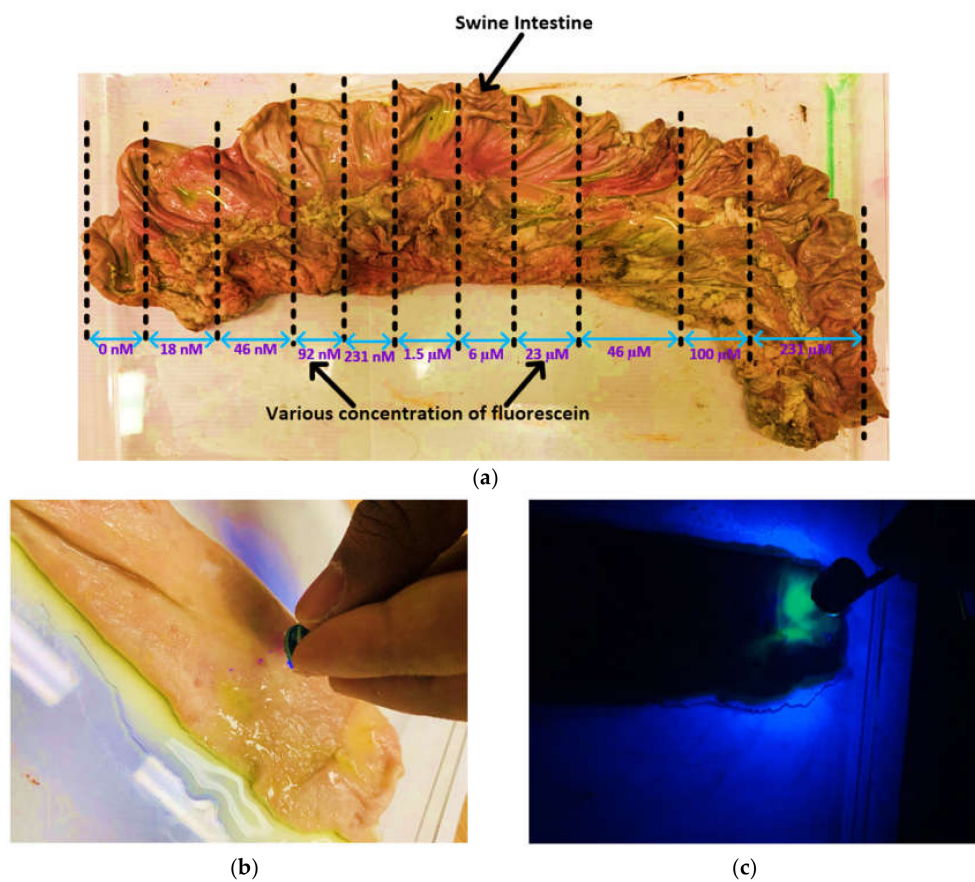 Swine Intestine
0 nM 18 nM 46 nM 92 nM 231 nM 1.5 µM 6 µM 23 µM 46 µM 100 µM 231 µM
Various concentration of fluorescein
(a)
(b) (c)